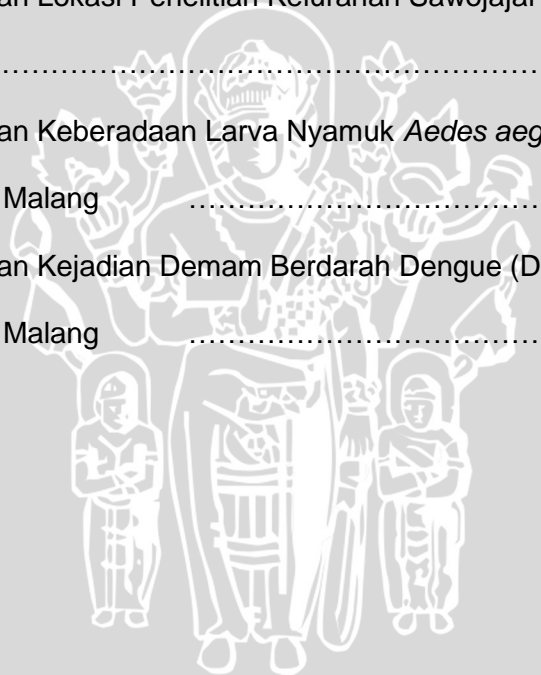 an Lokasi Penelitian Kelurahan Sawojajar
……………………………………………………
an Keberadaan Larva Nyamuk Aedes aeg
Malang ……………………………………
an Kejadian Demam Berdarah Dengue (D
Malang ……………………………………